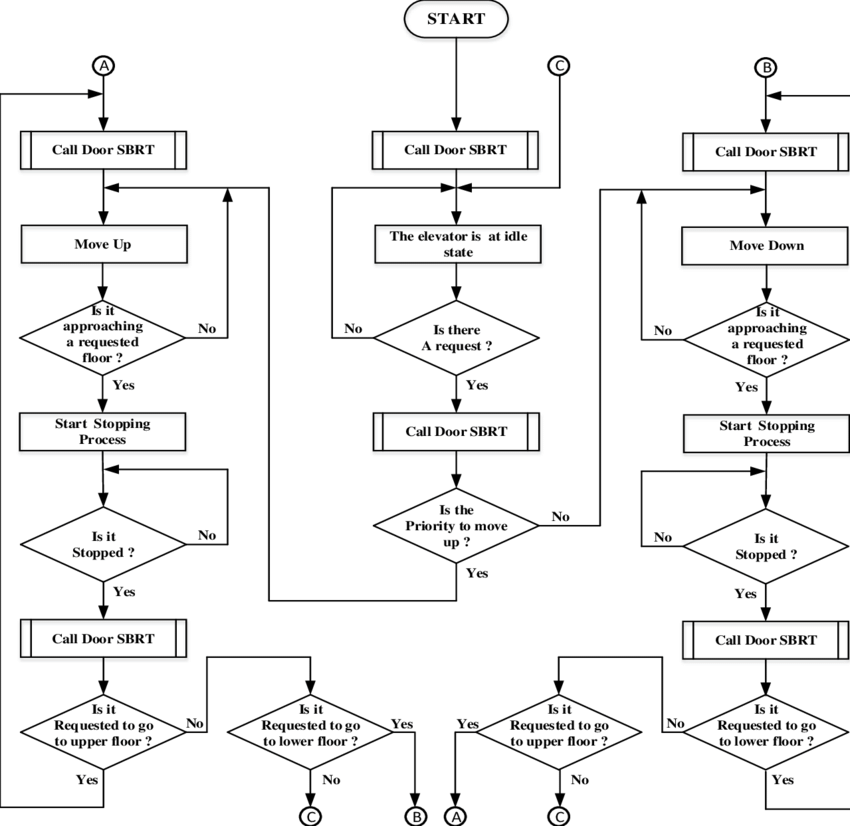 START
A
C
B
Call Door SBRT
Call Door SBRT
Call Door SBRT
Move Up
The elevator is at idle
state
Move Down
Is it
approaching
a requested
floor ?
No
Yes
No
Is there
A request ?
Yes
No
Is it
approaching
a requested
floor ?
Yes
Start Stopping
Process
Call Door SBRT
Start Stopping
Process
Is it
Stopped ?
No
Yes
Is the
Priority to move
up ?
No
Yes
No
Is it
Stopped ?
Yes
Call Door SBRT
Call Door SBRT
Is it
Requested to go
to upper floor ?
No
Yes
Is it
Requested to go
to lower floor ?
Yes
No
Yes
Is it
Requested to go
to upper floor ?
No
No
Is it
Requested to go
to lower floor ?
Yes
C
B
A
C